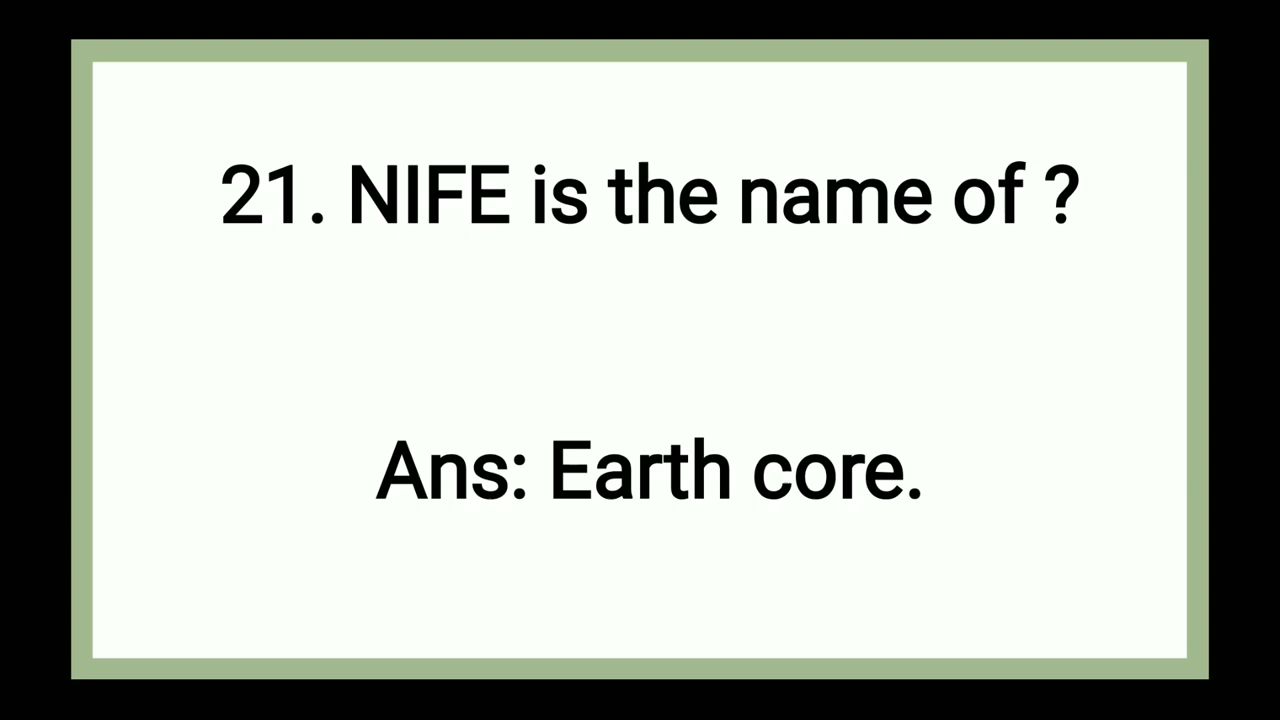 21. NIFE is the name of ?
Ans: Earth core.